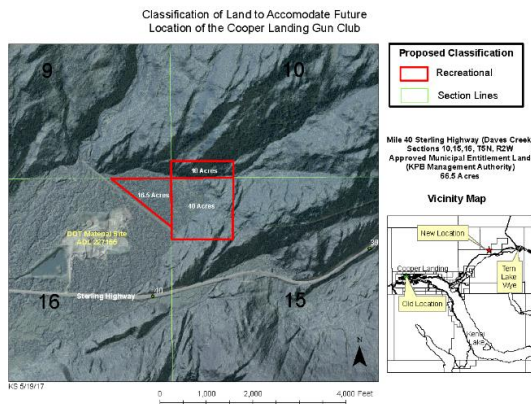 Classification of Land to Accomodate Future
Location of the Cooper Landing Gun Club
9
10
10 Acres
16.5 Acres
40 Acres
DOT Material Site
16
Sterling Highway
40
15
39
N
KS 5/19/17
0 1,000 2,000 4,000 Feet
Proposed Classification
Recreational
Section Lines
Mile 40 Sterling Highway (Daves Creek)
Sections 10,15,16, T5N, R2W
Approved Municipal Entitlement Land
(KPB Management Authority)
66.5 Acres
Vicinity Map
New Location
Cooper Landing
Tern
Lake
Wye
Old Location
Kenai
Lake